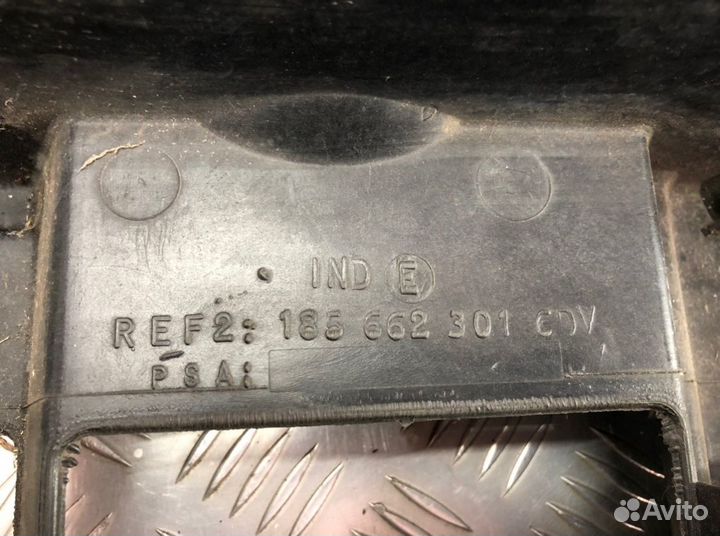 IND E
REF2: 185 662 301 CDV
PSA:
Avito